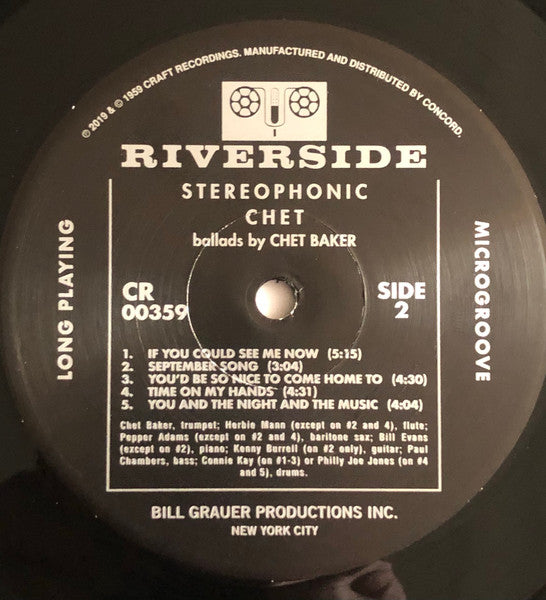 ℗ 2019 & © 1959 CRAFT RECORDINGS. MANUFACTURED AND DISTRIBUTED BY CONCORD.
RIVERSIDE
STEREOPHONIC
CHET
ballads by CHET BAKER
LONG PLAYING
MICROGROOVE
CR
00359
SIDE
2
1. IF YOU COULD SEE ME NOW (5:15)
2. SEPTEMBER SONG (3:04)
3. YOU'D BE SO NICE TO COME HOME TO (4:30)
4. TIME ON MY HANDS (4:31)
5. YOU AND THE NIGHT AND THE MUSIC (4:04)
Chet Baker, trumpet; Herbie Mann (except on #2 and 4), flute;
Pepper Adams (except on #2 and 4), baritone sax; Bill Evans
(except on #2), piano; Kenny Burrell (on #2 only), guitar; Paul
Chambers, bass; Connie Kay (on #1-3) or Philly Joe Jones (on #4
and 5), drums.
BILL GRAUER PRODUCTIONS INC.
NEW YORK CITY